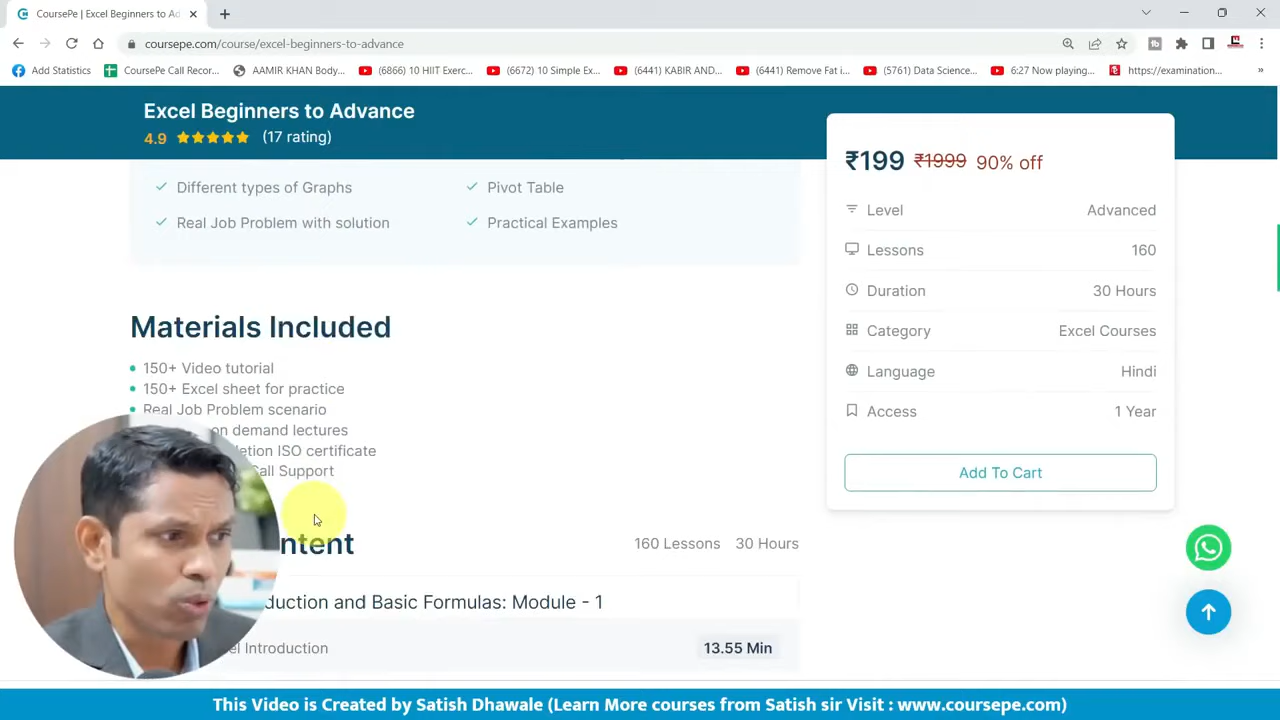 CoursePe | Excel Beginners to Ad
coursepe.com/course/excel-beginners-to-advance
Add Statistics
CoursePe Call Recor...
AAMIR KHAN Body...
(6866) 10 HIIT Exerc...
(6672) 10 Simple Ex...
(6441) KABIR AND...
(6441) Remove Fat i...
(5761) Data Science...
6:27 Now playing...
https://examination...
»
Excel Beginners to Advance
4.9 (17 rating)
Different types of Graphs
Pivot Table
Real Job Problem with solution
Practical Examples
Materials Included
150+ Video tutorial
150+ Excel sheet for practice
Real Job Problem scenario
on demand lectures
ISO certificate
Call Support
160 Lessons 30 Hours
and Basic Formulas: Module - 1
Introduction
13.55 Min
₹199 ₹1999 90% off
Level Advanced
Lessons 160
Duration 30 Hours
Category Excel Courses
Language Hindi
Access 1 Year
Add To Cart
This Video is Created by Satish Dhawale (Learn More courses from Satish sir Visit : www.coursepe.com)